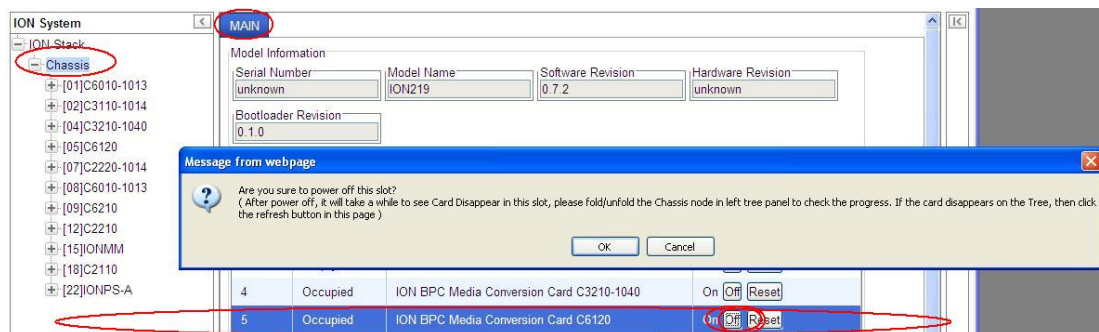 ION System
MAIN
ION Stack
Chassis
[01]C6010-1013
[02]C3110-1014
[04]C3210-1040
[05]C6120
[07]C2220-1014
[08]C6010-1013
[09]C6210
[12]C2210
[15]IONMM
[18]C2110
[22]IONPS-A
Model Information
Serial Number Model Name Software Revision Hardware Revision
unknown ION219 0.7.2 unknown
Bootloader Revision
0.1.0
Message from webpage
Are you sure to power off this slot?
( After power off, it will take a while to see Card Disappear in this slot, please fold/unfold the Chassis node in left tree panel to check the progress. If the card disappears on the Tree, then click
the refresh button in this page )
OK Cancel
4 Occupied ION BPC Media Conversion Card C3210-1040 On Off Reset
5 Occupied ION BPC Media Conversion Card C6120 On Off Reset